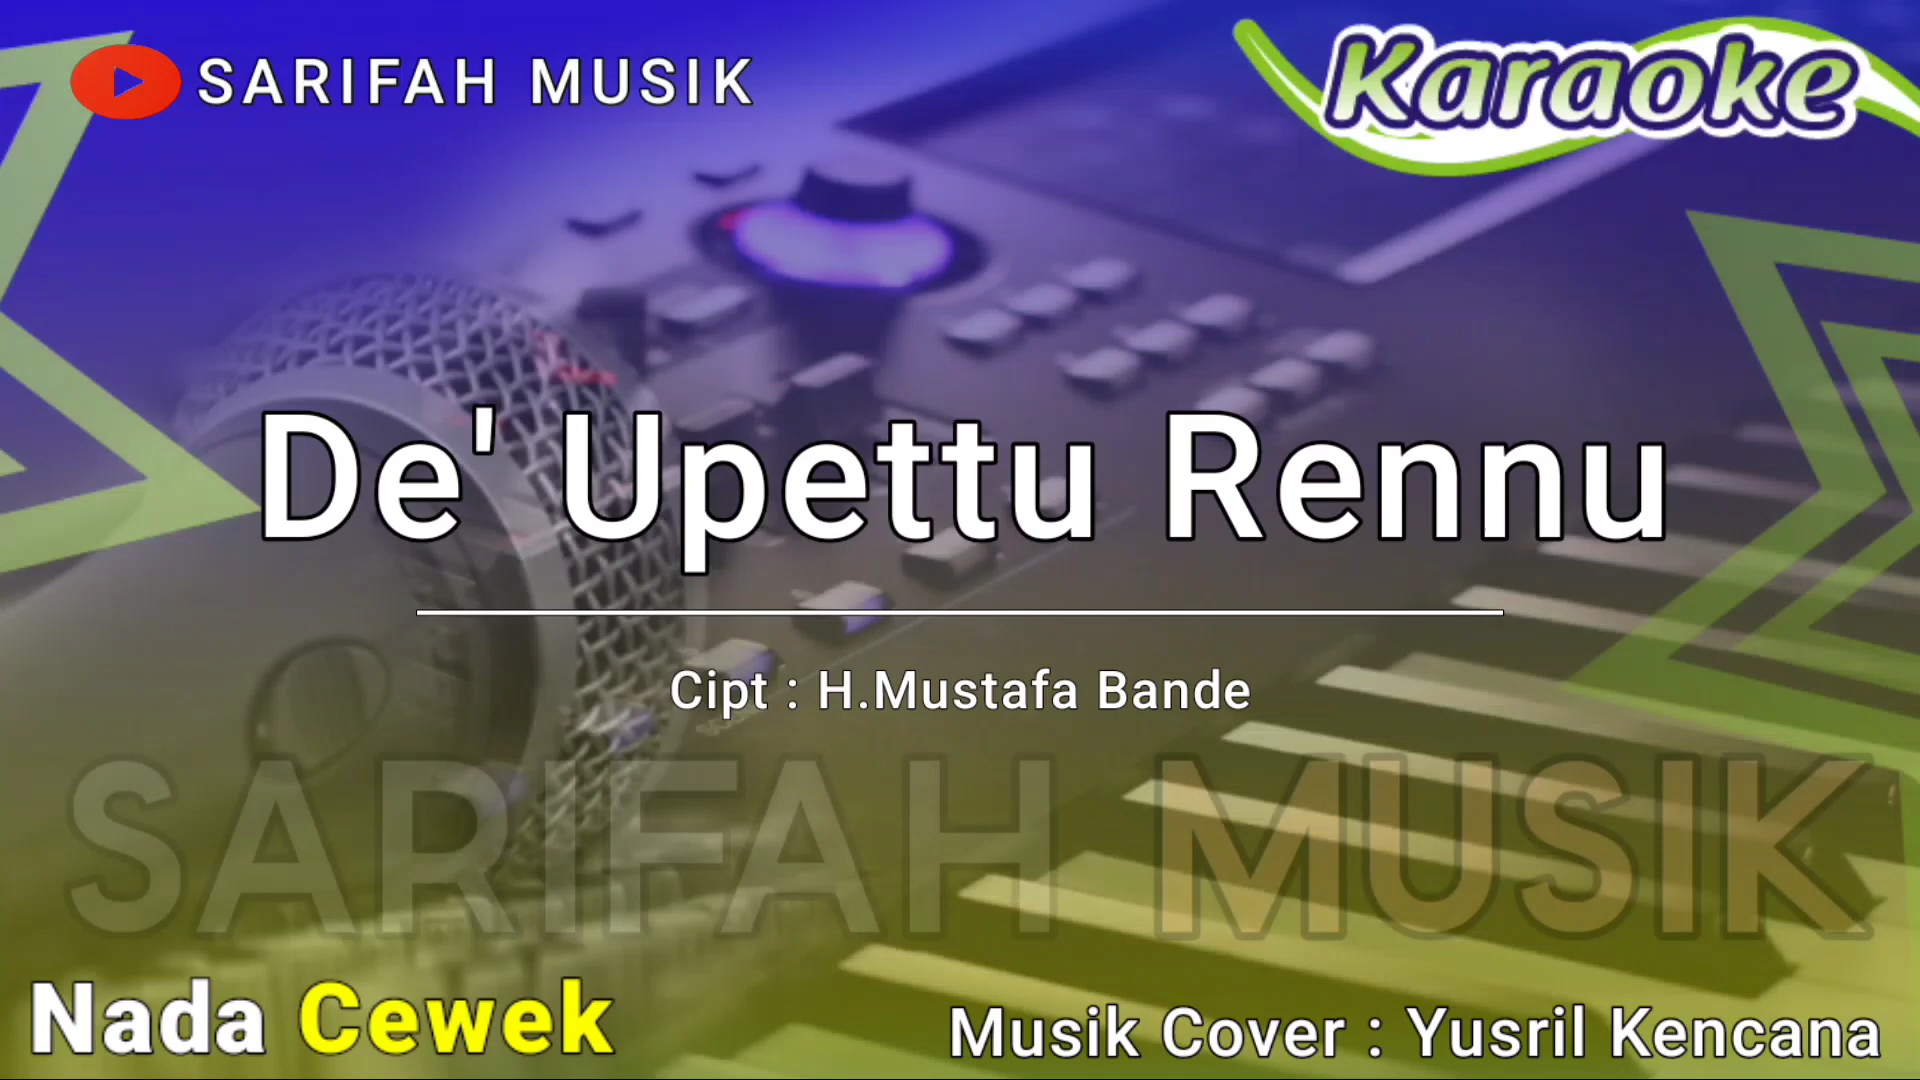 SARIFAH MUSIK
Karaoke
De' Upettu Rennu
Cipt : H.Mustafa Bande
SARIFAH MUSIK
Nada Cewek
Musik Cover : Yusril Kencana